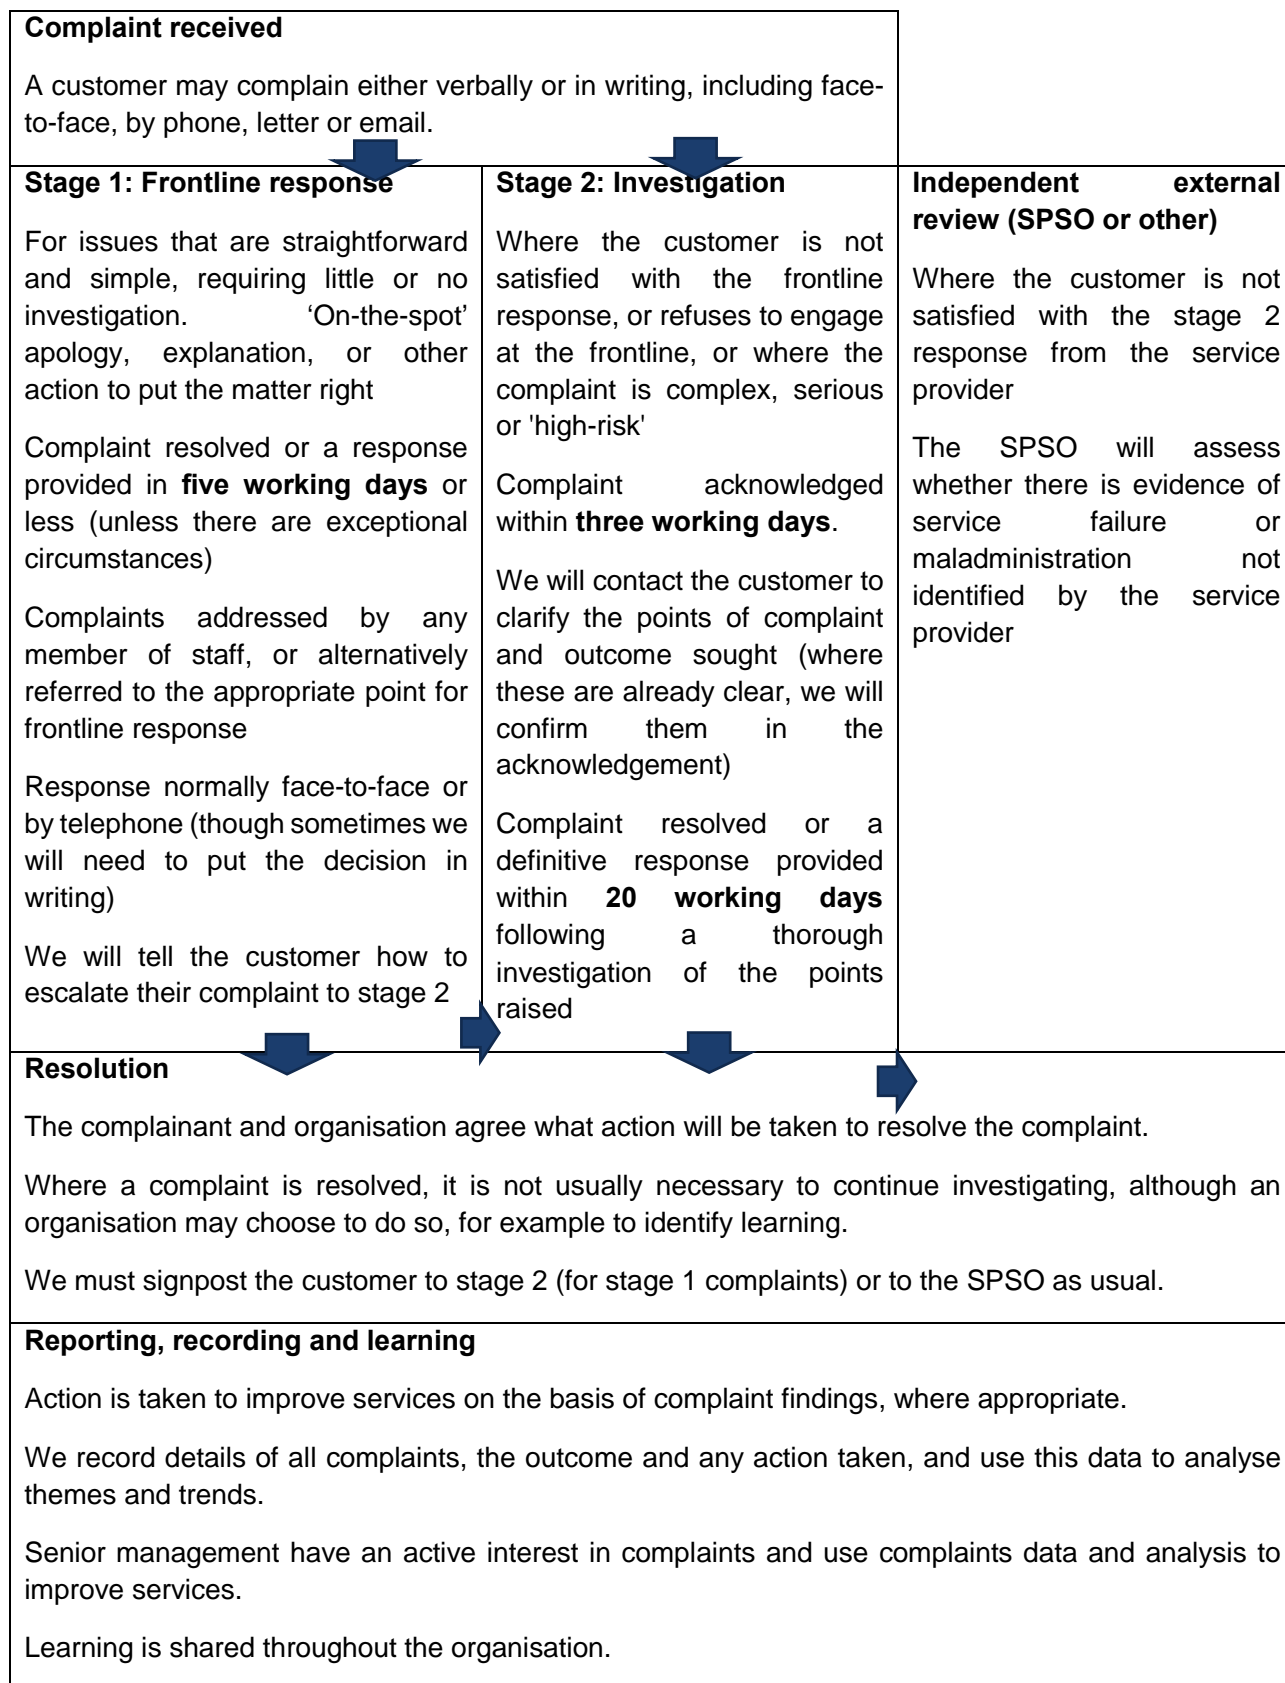 Complaint received
A customer may complain either verbally or in writing, including face-
to-face, by phone, letter or email.
Stage 1: Frontline response
For issues that are straightforward
and simple, requiring little or no
investigation. ‘On-the-spot’
apology, explanation, or other
action to put the matter right
Complaint resolved or a response
provided in five working days or
less (unless there are exceptional
circumstances)
Complaints addressed by any
member of staff, or alternatively
referred to the appropriate point for
frontline response
Response normally face-to-face or
by telephone (though sometimes we
will need to put the decision in
writing)
We will tell the customer how to
escalate their complaint to stage 2
Stage 2: Investigation
Where the customer is not
satisfied with the frontline
response, or refuses to engage
at the frontline, or where the
complaint is complex, serious
or 'high-risk'
Complaint acknowledged
within three working days.
We will contact the customer to
clarify the points of complaint
and outcome sought (where
these are already clear, we will
confirm them in the
acknowledgement)
Complaint resolved or a
definitive response provided
within 20 working days
following a thorough
investigation of the points
raised
Independent external
review (SPSO or other)
Where the customer is not
satisfied with the stage 2
response from the service
provider
The SPSO will assess
whether there is evidence of
service failure or
maladministration not
identified by the service
provider
Resolution
The complainant and organisation agree what action will be taken to resolve the complaint.
Where a complaint is resolved, it is not usually necessary to continue investigating, although an
organisation may choose to do so, for example to identify learning.
We must signpost the customer to stage 2 (for stage 1 complaints) or to the SPSO as usual.
Reporting, recording and learning
Action is taken to improve services on the basis of complaint findings, where appropriate.
We record details of all complaints, the outcome and any action taken, and use this data to analyse
themes and trends.
Senior management have an active interest in complaints and use complaints data and analysis to
improve services.
Learning is shared throughout the organisation.